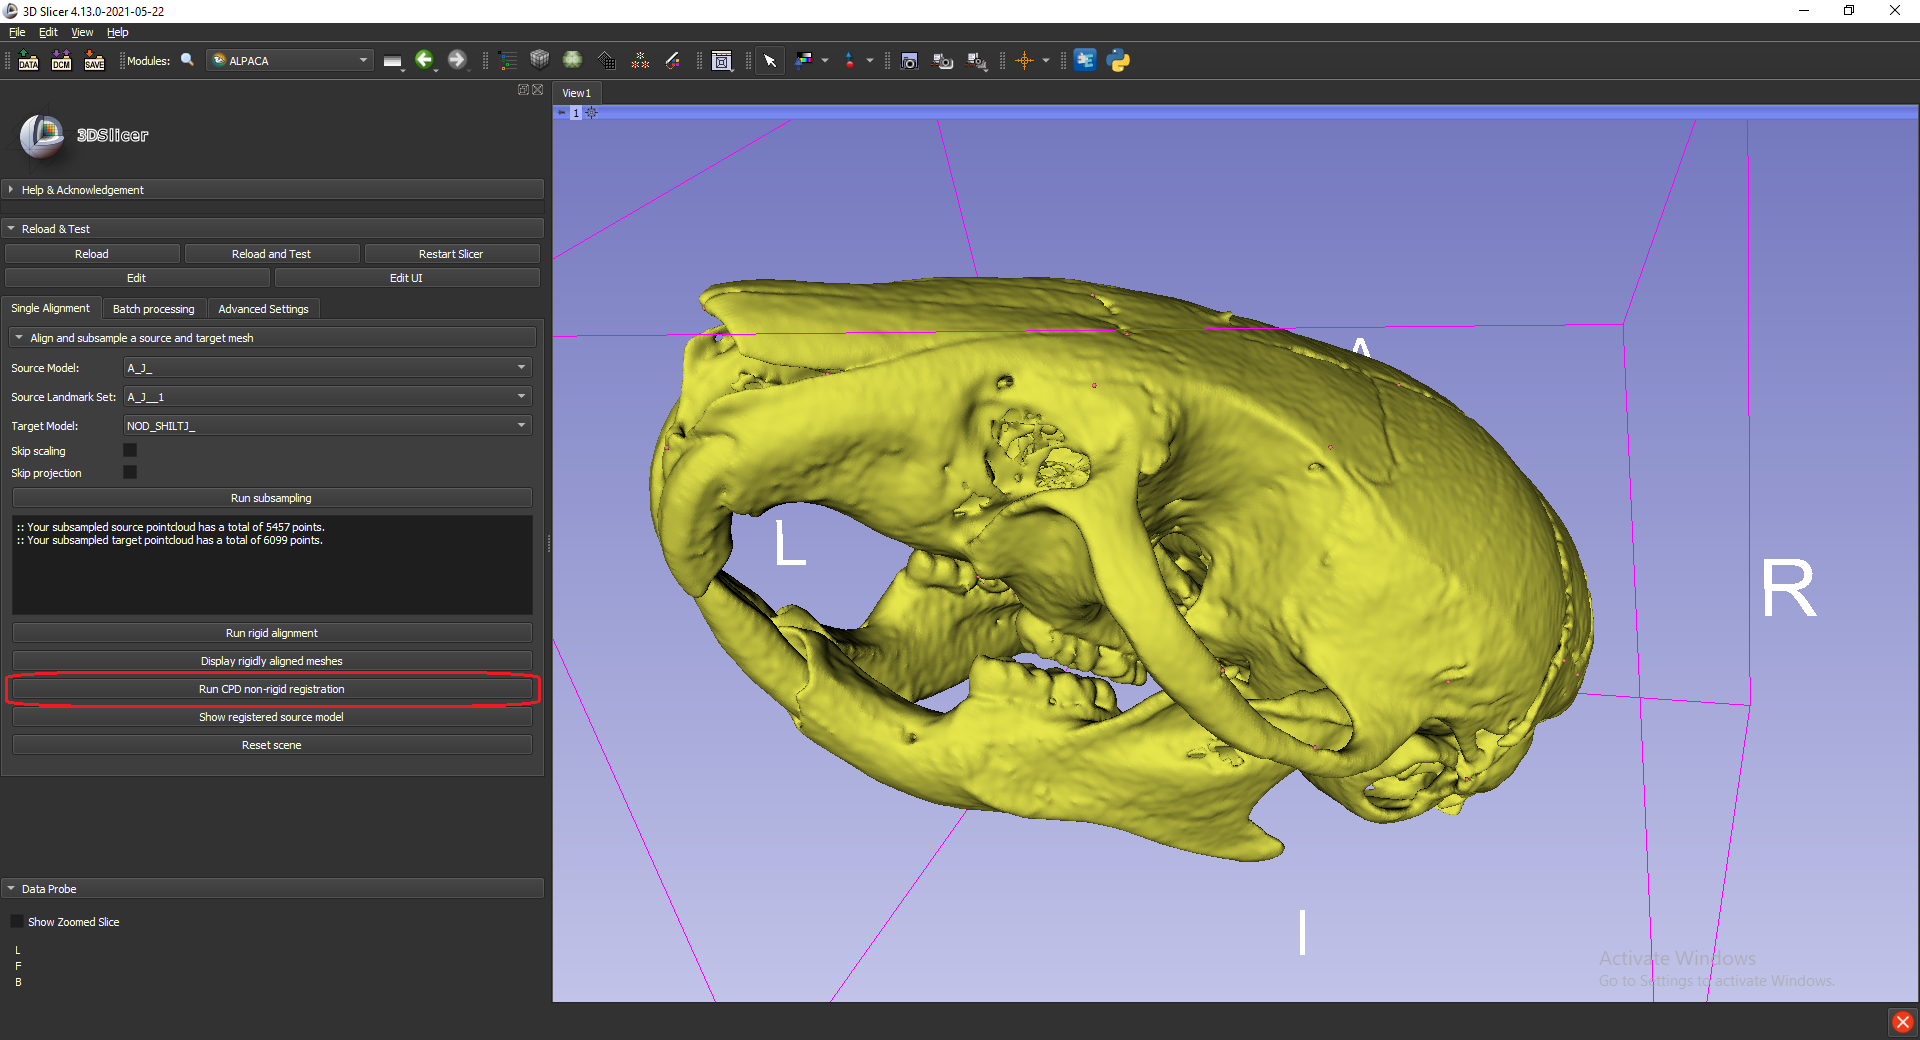 3D Slicer 4.13.0-2021-05-22
File Edit View Help
DATA DCM SAVE Modules: ALPACA
View1
1
3DSlicer
Help & Acknowledgement
Reload & Test
Reload Reload and Test Restart Slicer
Edit Edit UI
Single Alignment Batch processing Advanced Settings
Align and subsample a source and target mesh
Source Model: A_J_
Source Landmark Set: A_J__1
Target Model: NOD_SHILTJ_
Skip scaling
Skip projection
Run subsampling
:: Your subsampled source pointcloud has a total of 5457 points.
:: Your subsampled target pointcloud has a total of 6099 points.
Run rigid alignment
Display rigidly aligned meshes
Run CPD non-rigid registration
Show registered source model
Reset scene
A
L
R
I
Data Probe
Show Zoomed Slice
L
F
B
Activate Windows
Go to Settings to activate Windows.